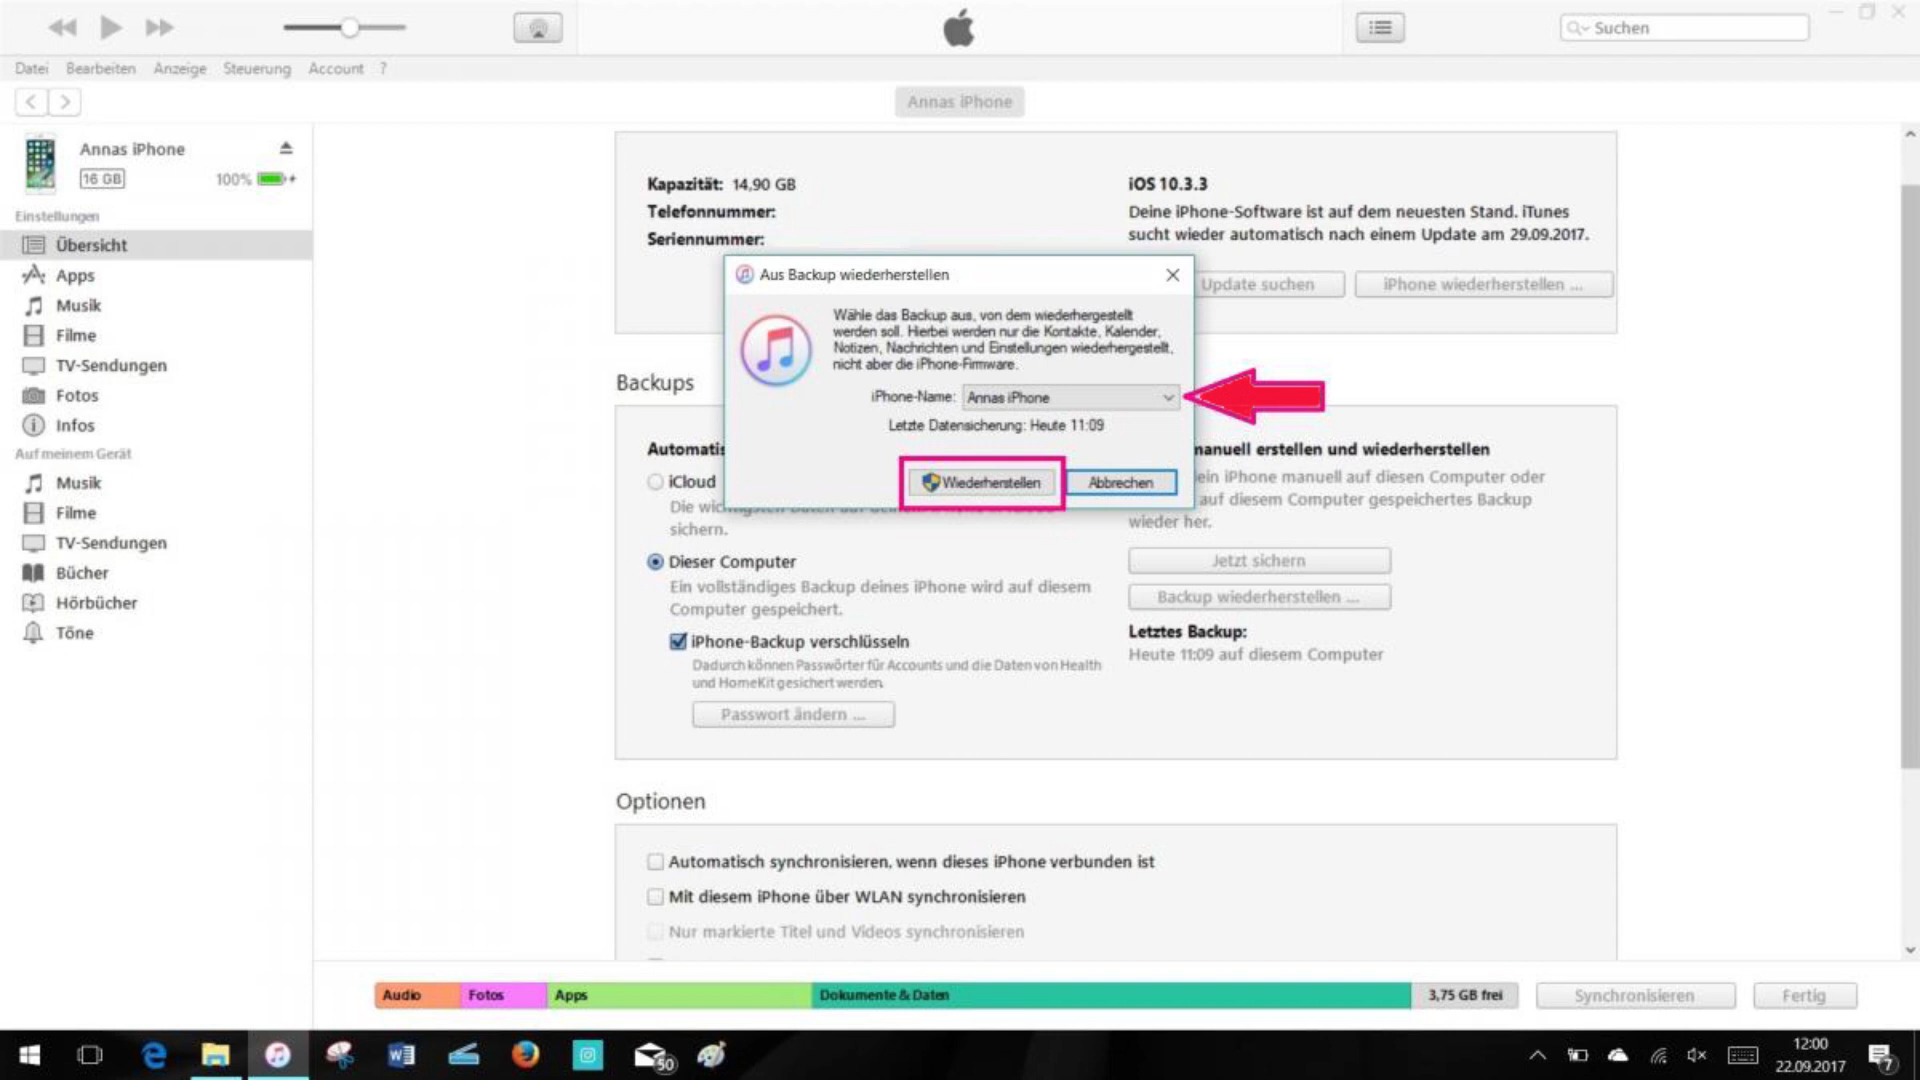 Suchen
Datei Bearbeiten Anzeige Steuerung Account ?
Annas iPhone
Annas iPhone
16 GB 100%
Einstellungen
Übersicht
Apps
Musik
Filme
TV-Sendungen
Fotos
Infos
Auf meinem Gerät
Musik
Filme
TV-Sendungen
Bücher
Hörbücher
Töne
Kapazität: 14,90 GB
Telefonnummer:
Seriennummer:
iOS 10.3.3
Deine iPhone-Software ist auf dem neuesten Stand. iTunes
sucht wieder automatisch nach einem Update am 29.09.2017.
Update suchen
iPhone wiederherstellen ...
Aus Backup wiederherstellen
Wähle das Backup aus, von dem wiederhergestellt
werden soll. Hierbei werden nur die Kontakte, Kalender,
Notizen, Nachrichten und Einstellungen wiederhergestellt,
nicht aber die iPhone-Firmware.
iPhone-Name: Annas iPhone
Letzte Datensicherung: Heute 11:09
Wiederherstellen
Abbrechen
Backups
iCloud
sichern.
Dieser Computer
Ein vollständiges Backup deines iPhone wird auf diesem
Computer gespeichert.
iPhone-Backup verschlüsseln
Dadurch können Passwörter für Accounts und die Daten von Health
und HomeKit gesichert werden.
Passwort ändern ...
erstellen und wiederherstellen
iPhone manuell auf diesen Computer oder
auf diesem Computer gespeichertes Backup
wieder her.
Jetzt sichern
Backup wiederherstellen ...
Letztes Backup:
Heute 11:09 auf diesem Computer
Optionen
Automatisch synchronisieren, wenn dieses iPhone verbunden ist
Mit diesem iPhone über WLAN synchronisieren
Nur markierte Titel und Videos synchronisieren
Audio Fotos Apps Dokumente & Daten 3,75 GB frei
Synchronisieren
Fertig
50
12:00
22.09.2017
7